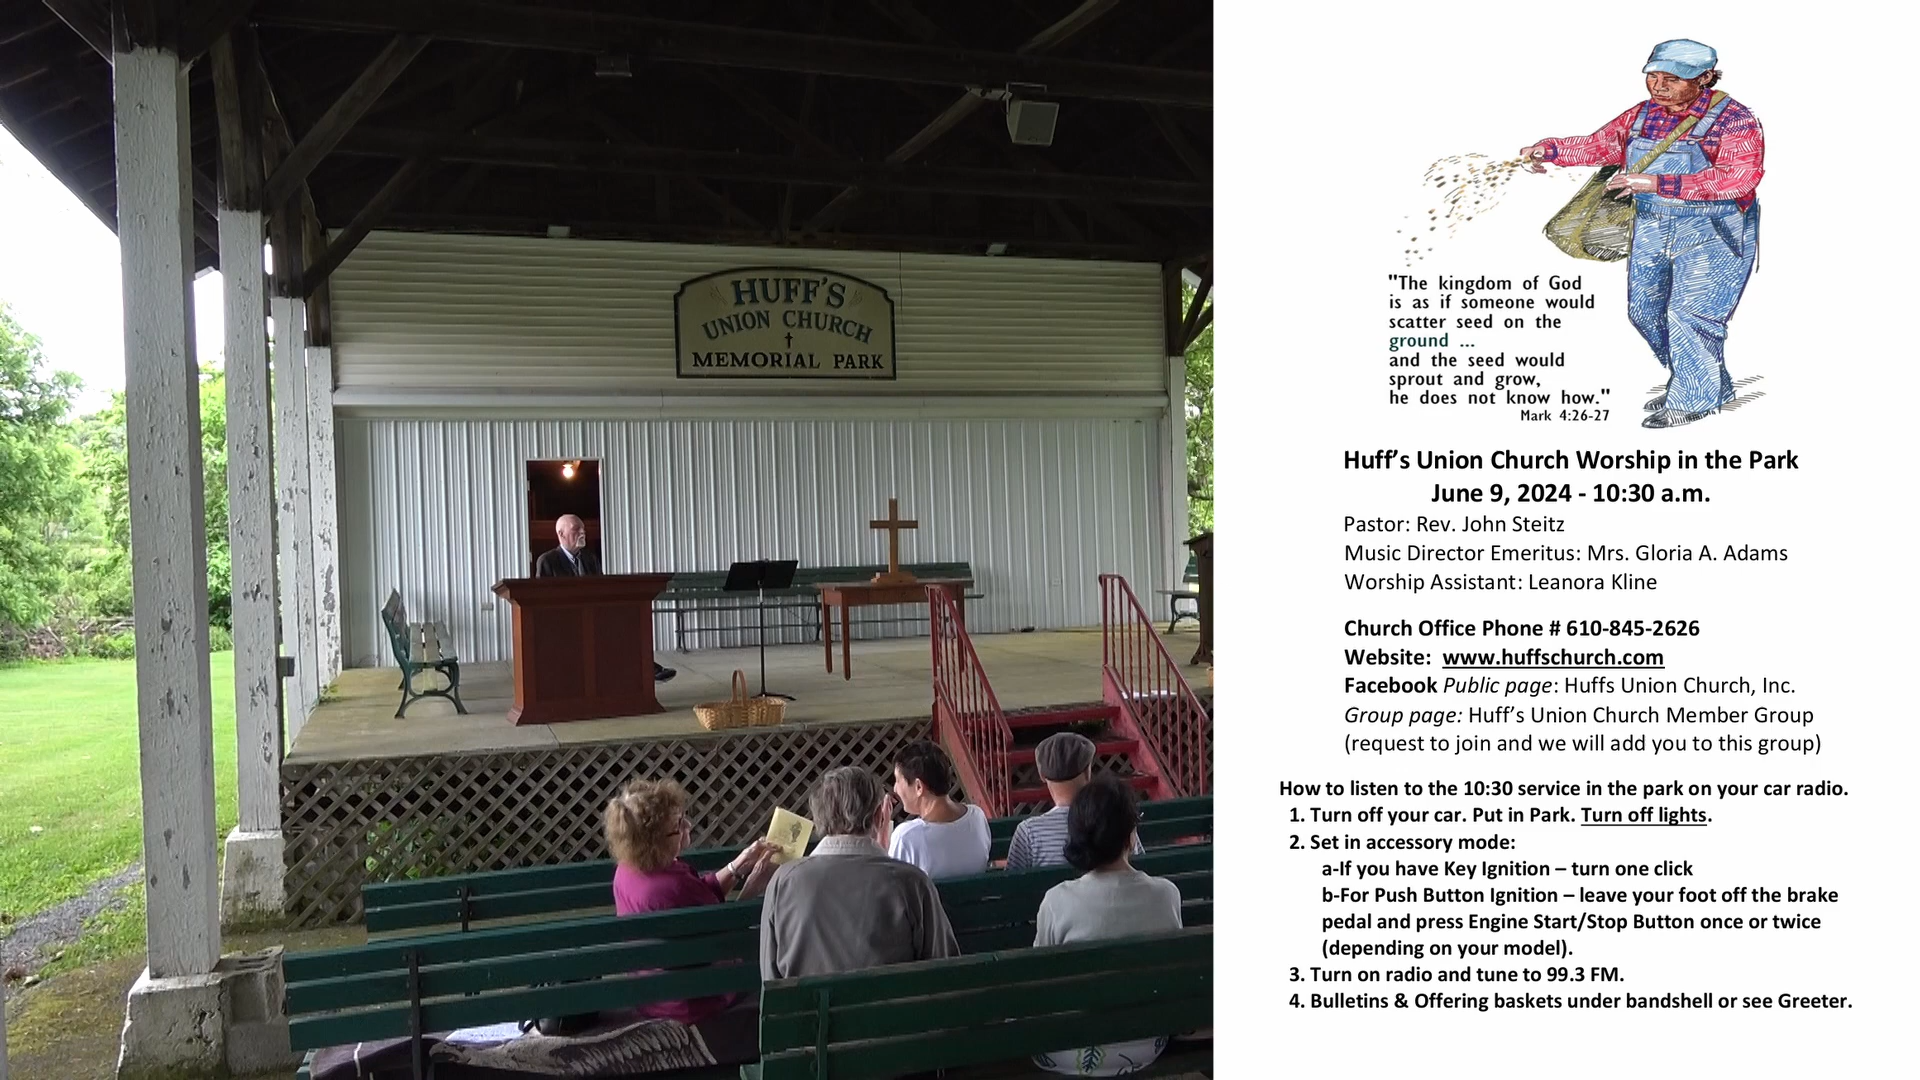 HUFF'S
UNION CHURCH
MEMORIAL PARK
"The kingdom of God
is as if someone would
scatter seed on the
ground ...
and the seed would
sprout and grow,
he does not know how."
Mark 4:26-27
Huff's Union Church Worship in the Park
June 9, 2024 - 10:30 a.m.
Pastor: Rev. John Steitz
Music Director Emeritus: Mrs. Gloria A. Adams
Worship Assistant: Leanora Kline
Church Office Phone # 610-845-2626
Website: www.huffschurch.com
Facebook Public page: Huffs Union Church, Inc.
Group page: Huff's Union Church Member Group
(request to join and we will add you to this group)
How to listen to the 10:30 service in the park on your car radio.
1. Turn off your car. Put in Park. Turn off lights.
2. Set in accessory mode:
a-If you have Key Ignition – turn one click
b-For Push Button Ignition – leave your foot off the brake
pedal and press Engine Start/Stop Button once or twice
(depending on your model).
3. Turn on radio and tune to 99.3 FM.
4. Bulletins & Offering baskets under bandshell or see Greeter.